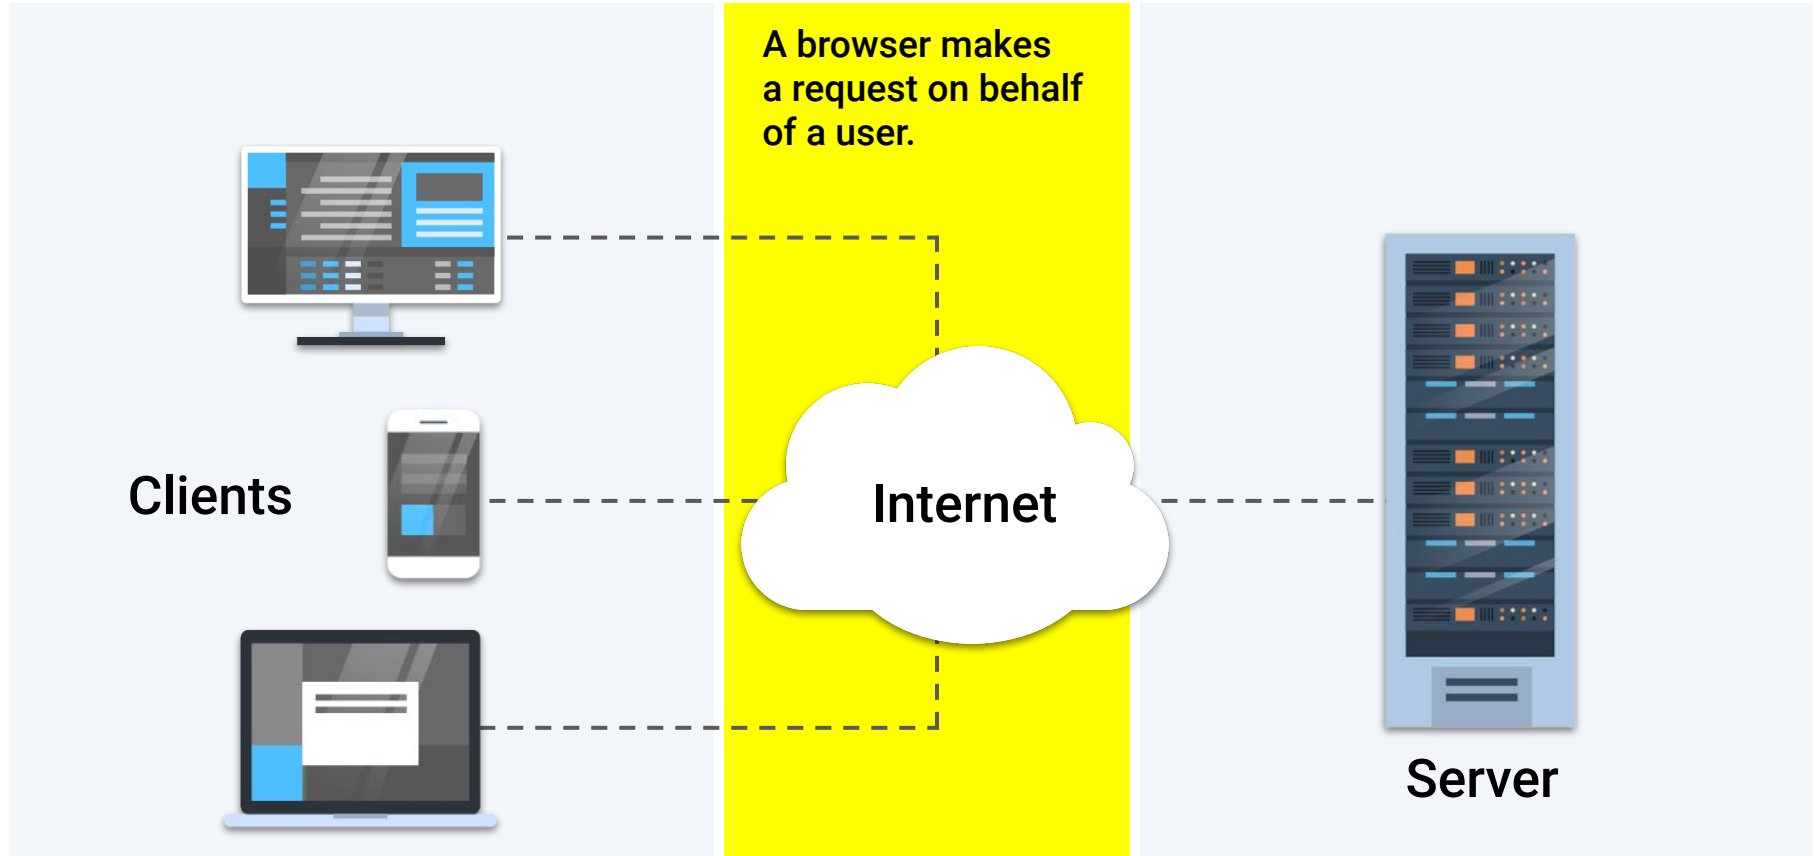 A browser makes
a request on behalf
of a user.
Clients
Internet
Server